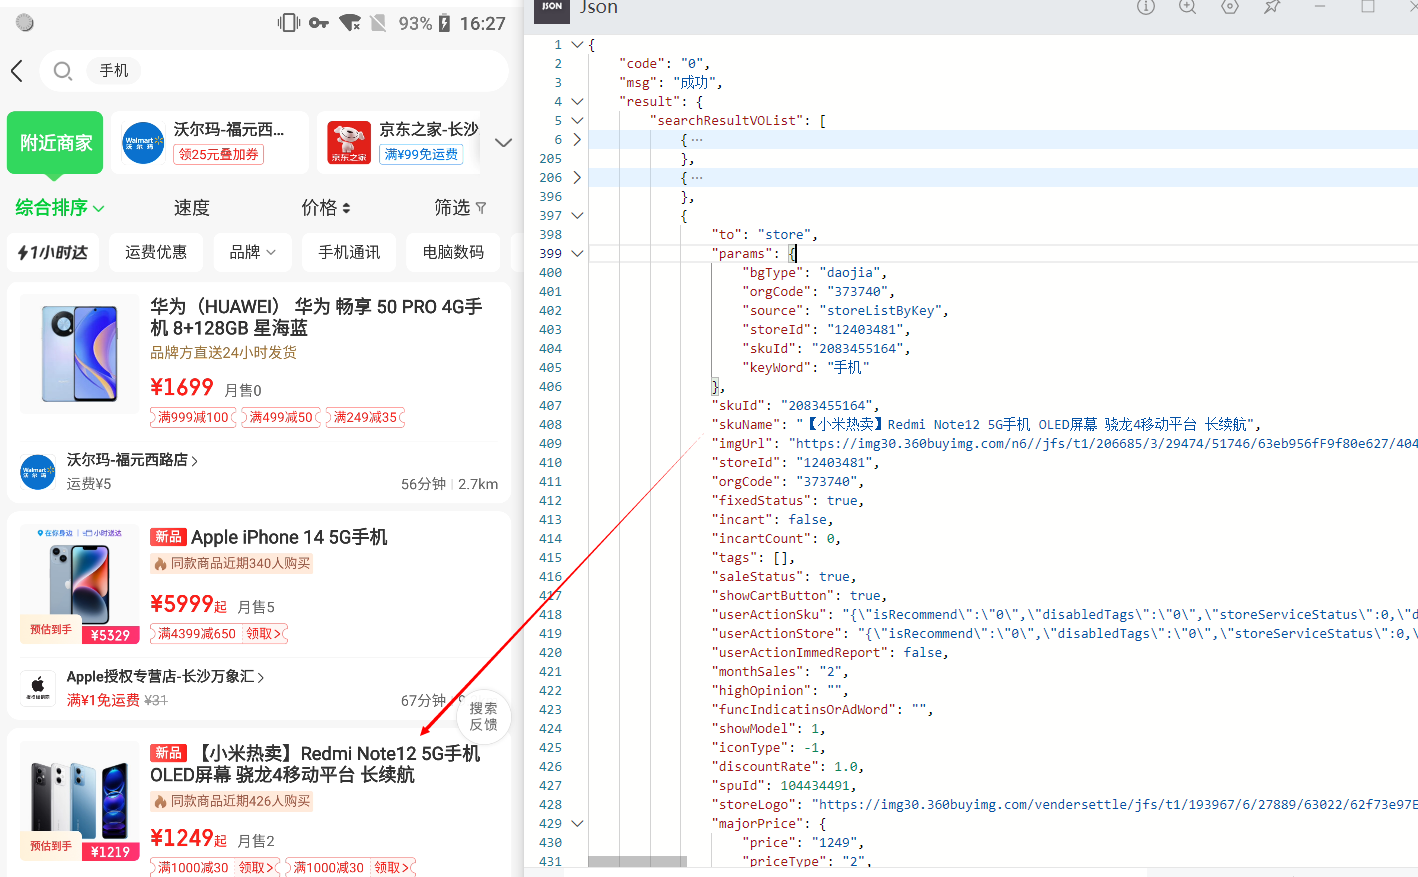 93%
16:27
手机
附近商家
沃尔玛-福元西...
领25元叠加券
京东之家-长沙
满¥99免运费
综合排序
速度
价格
筛选
1小时达
运费优惠
品牌
手机通讯
电脑数码
华为（HUAWEI） 华为 畅享 50 PRO 4G手
机 8+128GB 星海蓝
品牌方直送24小时发货
¥1699 月售0
满999减100
满499减50
满249减35
沃尔玛-福元西路店
运费¥5
56分钟 2.7km
在你身边 小时送达
新品 Apple iPhone 14 5G手机
同款商品近期340人购买
¥5999起 月售5
满4399减650 领取>
预估到手 ¥5329
Apple授权专营店-长沙万象汇
满¥1免运费 ¥31
67分钟
搜索
反馈
新品 【小米热卖】Redmi Note12 5G手机
OLED屏幕 骁龙4移动平台 长续航
同款商品近期426人购买
¥1249起 月售2
满1000减30 领取>
满1000减30 领取>
预估到手 ¥1219
JSON
Json
1 {
2 "code": "0",
3 "msg": "成功",
4 "result": {
5 "searchResultVOList": [
6 { ···
205 },
206 { ···
396 },
397 {
398 "to": "store",
399 "params": {
400 "bgType": "daojia",
401 "orgCode": "373740",
402 "source": "storeListByKey",
403 "storeId": "12403481",
404 "skuId": "2083455164",
405 "keyWord": "手机"
406 },
407 "skuId": "2083455164",
408 "skuName": "【小米热卖】Redmi Note12 5G手机 OLED屏幕 骁龙4移动平台 长续航",
409 "imgUrl": "https://img30.360buyimg.com/n6//jfs/t1/206685/3/29474/51746/63eb956fF9f80e627/404
410 "storeId": "12403481",
411 "orgCode": "373740",
412 "fixedStatus": true,
413 "incart": false,
414 "incartCount": 0,
415 "tags": [],
416 "saleStatus": true,
417 "showCartButton": true,
418 "userActionSku": "{\"isRecommend\":\"0\",\"disabledTags\":\"0\",\"storeServiceStatus\":0,\"d
419 "userActionStore": "{\"isRecommend\":\"0\",\"disabledTags\":\"0\",\"storeServiceStatus\":0,\
420 "userActionImmedReport": false,
421 "monthSales": "2",
422 "highOpinion": "",
423 "funcIndicatinsOrAdWord": "",
424 "showModel": 1,
425 "iconType": -1,
426 "discountRate": 1.0,
427 "spuId": 104434491,
428 "storeLogo": "https://img30.360buyimg.com/vendersettle/jfs/t1/193967/6/27889/63022/62f73e97E
429 "majorPrice": {
430 "price": "1249",
431 "priceType": "2",